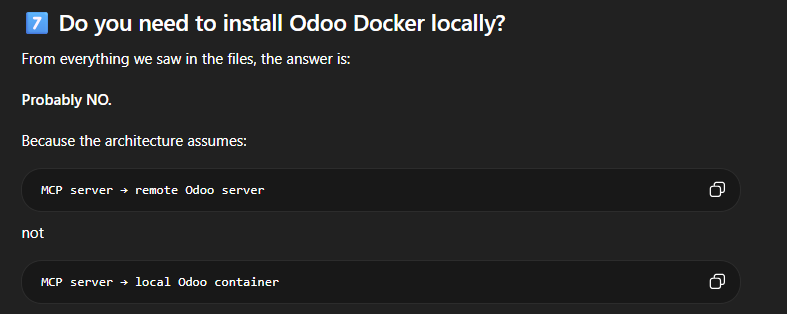 7 Do you need to install Odoo Docker locally?
From everything we saw in the files, the answer is:
Probably NO.
Because the architecture assumes:
MCP server → remote Odoo server
not
MCP server → local Odoo container